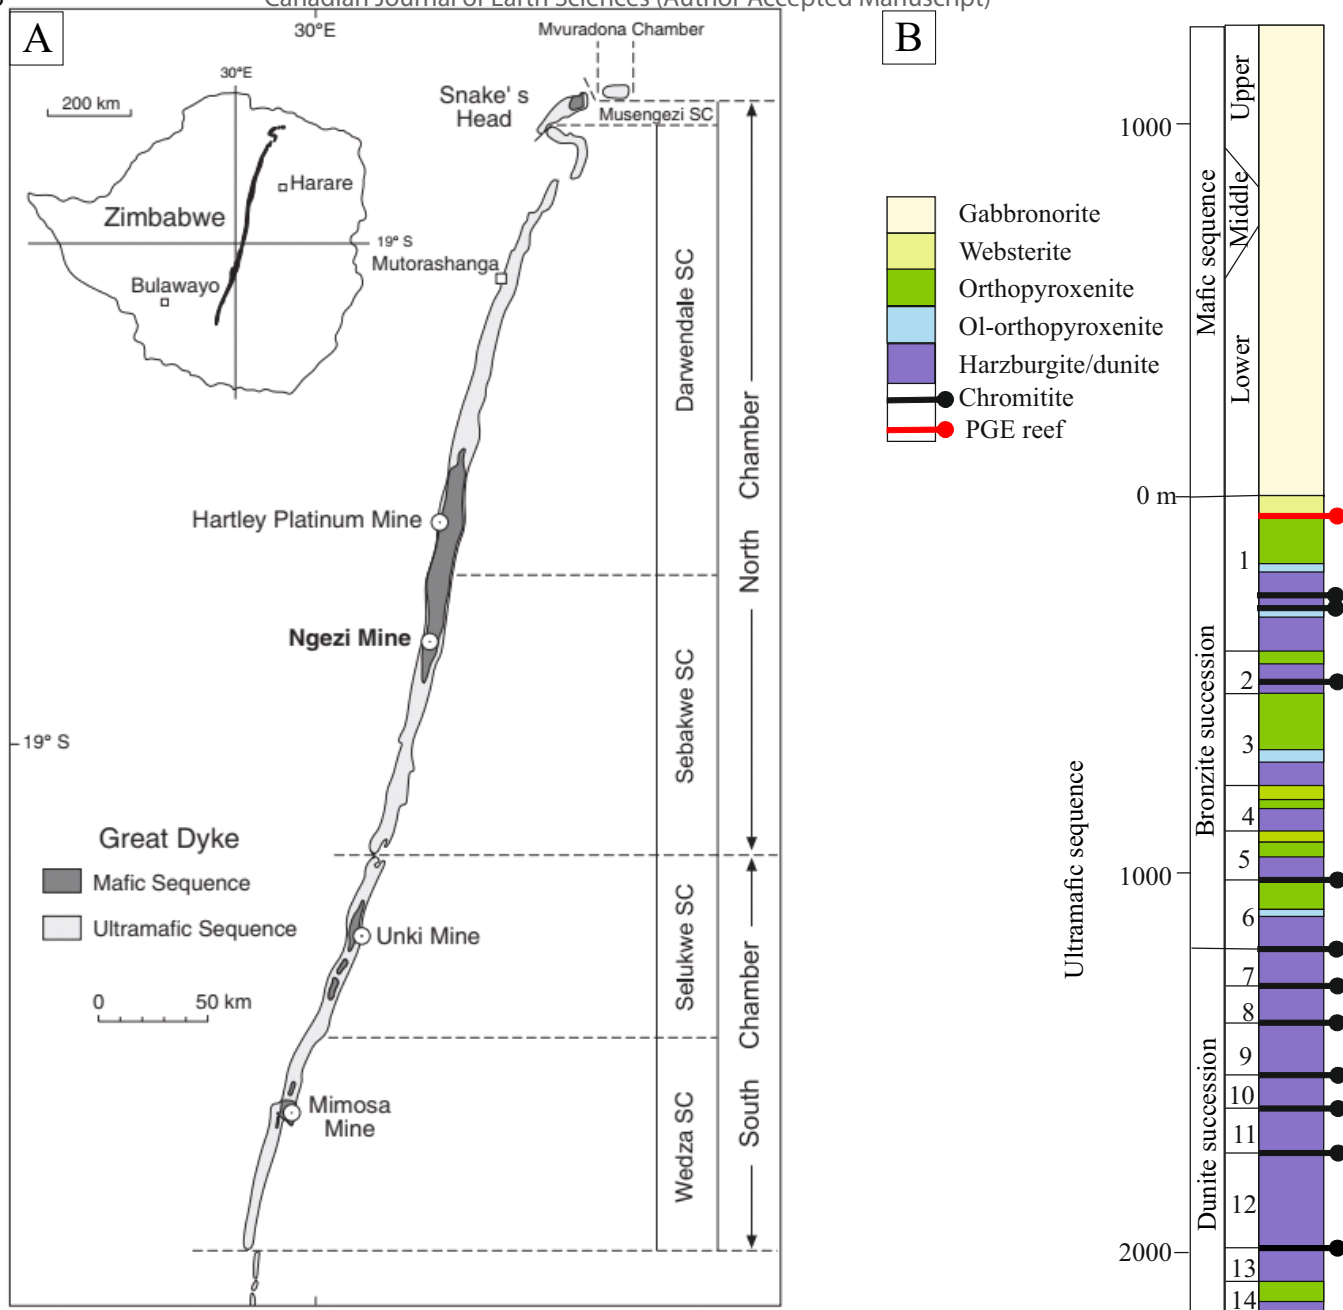 Canadian Journal of Earth Sciences (Author Accepted Manuscript)
A
30°E
Mvuradona Chamber
30°E
200 km
Snake' s
Head
Musengezi SC
Harare
Zimbabwe
19° S
Bulawayo
Mutorashanga
Darwendale SC
North Chamber
Hartley Platinum Mine
Ngezi Mine
Sebakwe SC
19° S
Great Dyke
Mafic Sequence
Ultramafic Sequence
0 50 km
Unki Mine
Selukwe SC
South Chamber
Mimosa
Mine
Wedza SC
B
Gabbronorite
Websterite
Orthopyroxenite
Ol-orthopyroxenite
Harzburgite/dunite
Chromitite
PGE reef
1000
0 m
1000
2000
Mafic sequence
Upper
Middle
Lower
Ultramafic sequence
Bronzite succession
Dunite succession
1
2
3
4
5
6
7
8
9
10
11
12
13
14